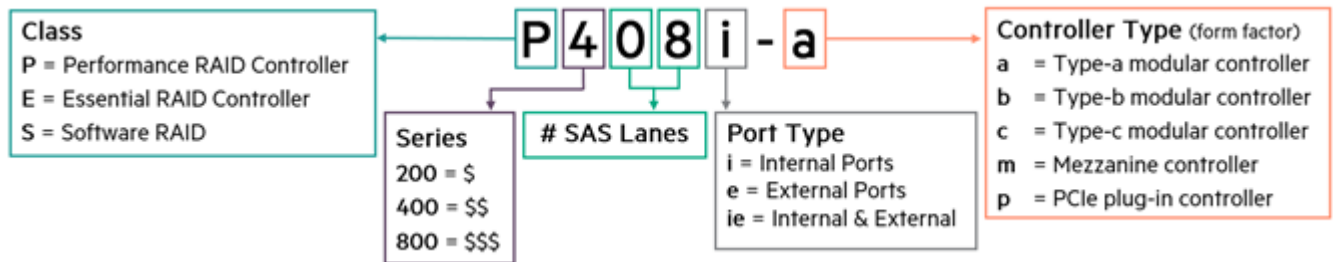 P408i-a
Class
P = Performance RAID Controller
E = Essential RAID Controller
S = Software RAID
Series
200 = $
400 = $$
800 = $$$
# SAS Lanes
Port Type
i = Internal Ports
e = External Ports
ie = Internal & External
Controller Type (form factor)
a = Type-a modular controller
b = Type-b modular controller
c = Type-c modular controller
m = Mezzanine controller
p = PCIe plug-in controller